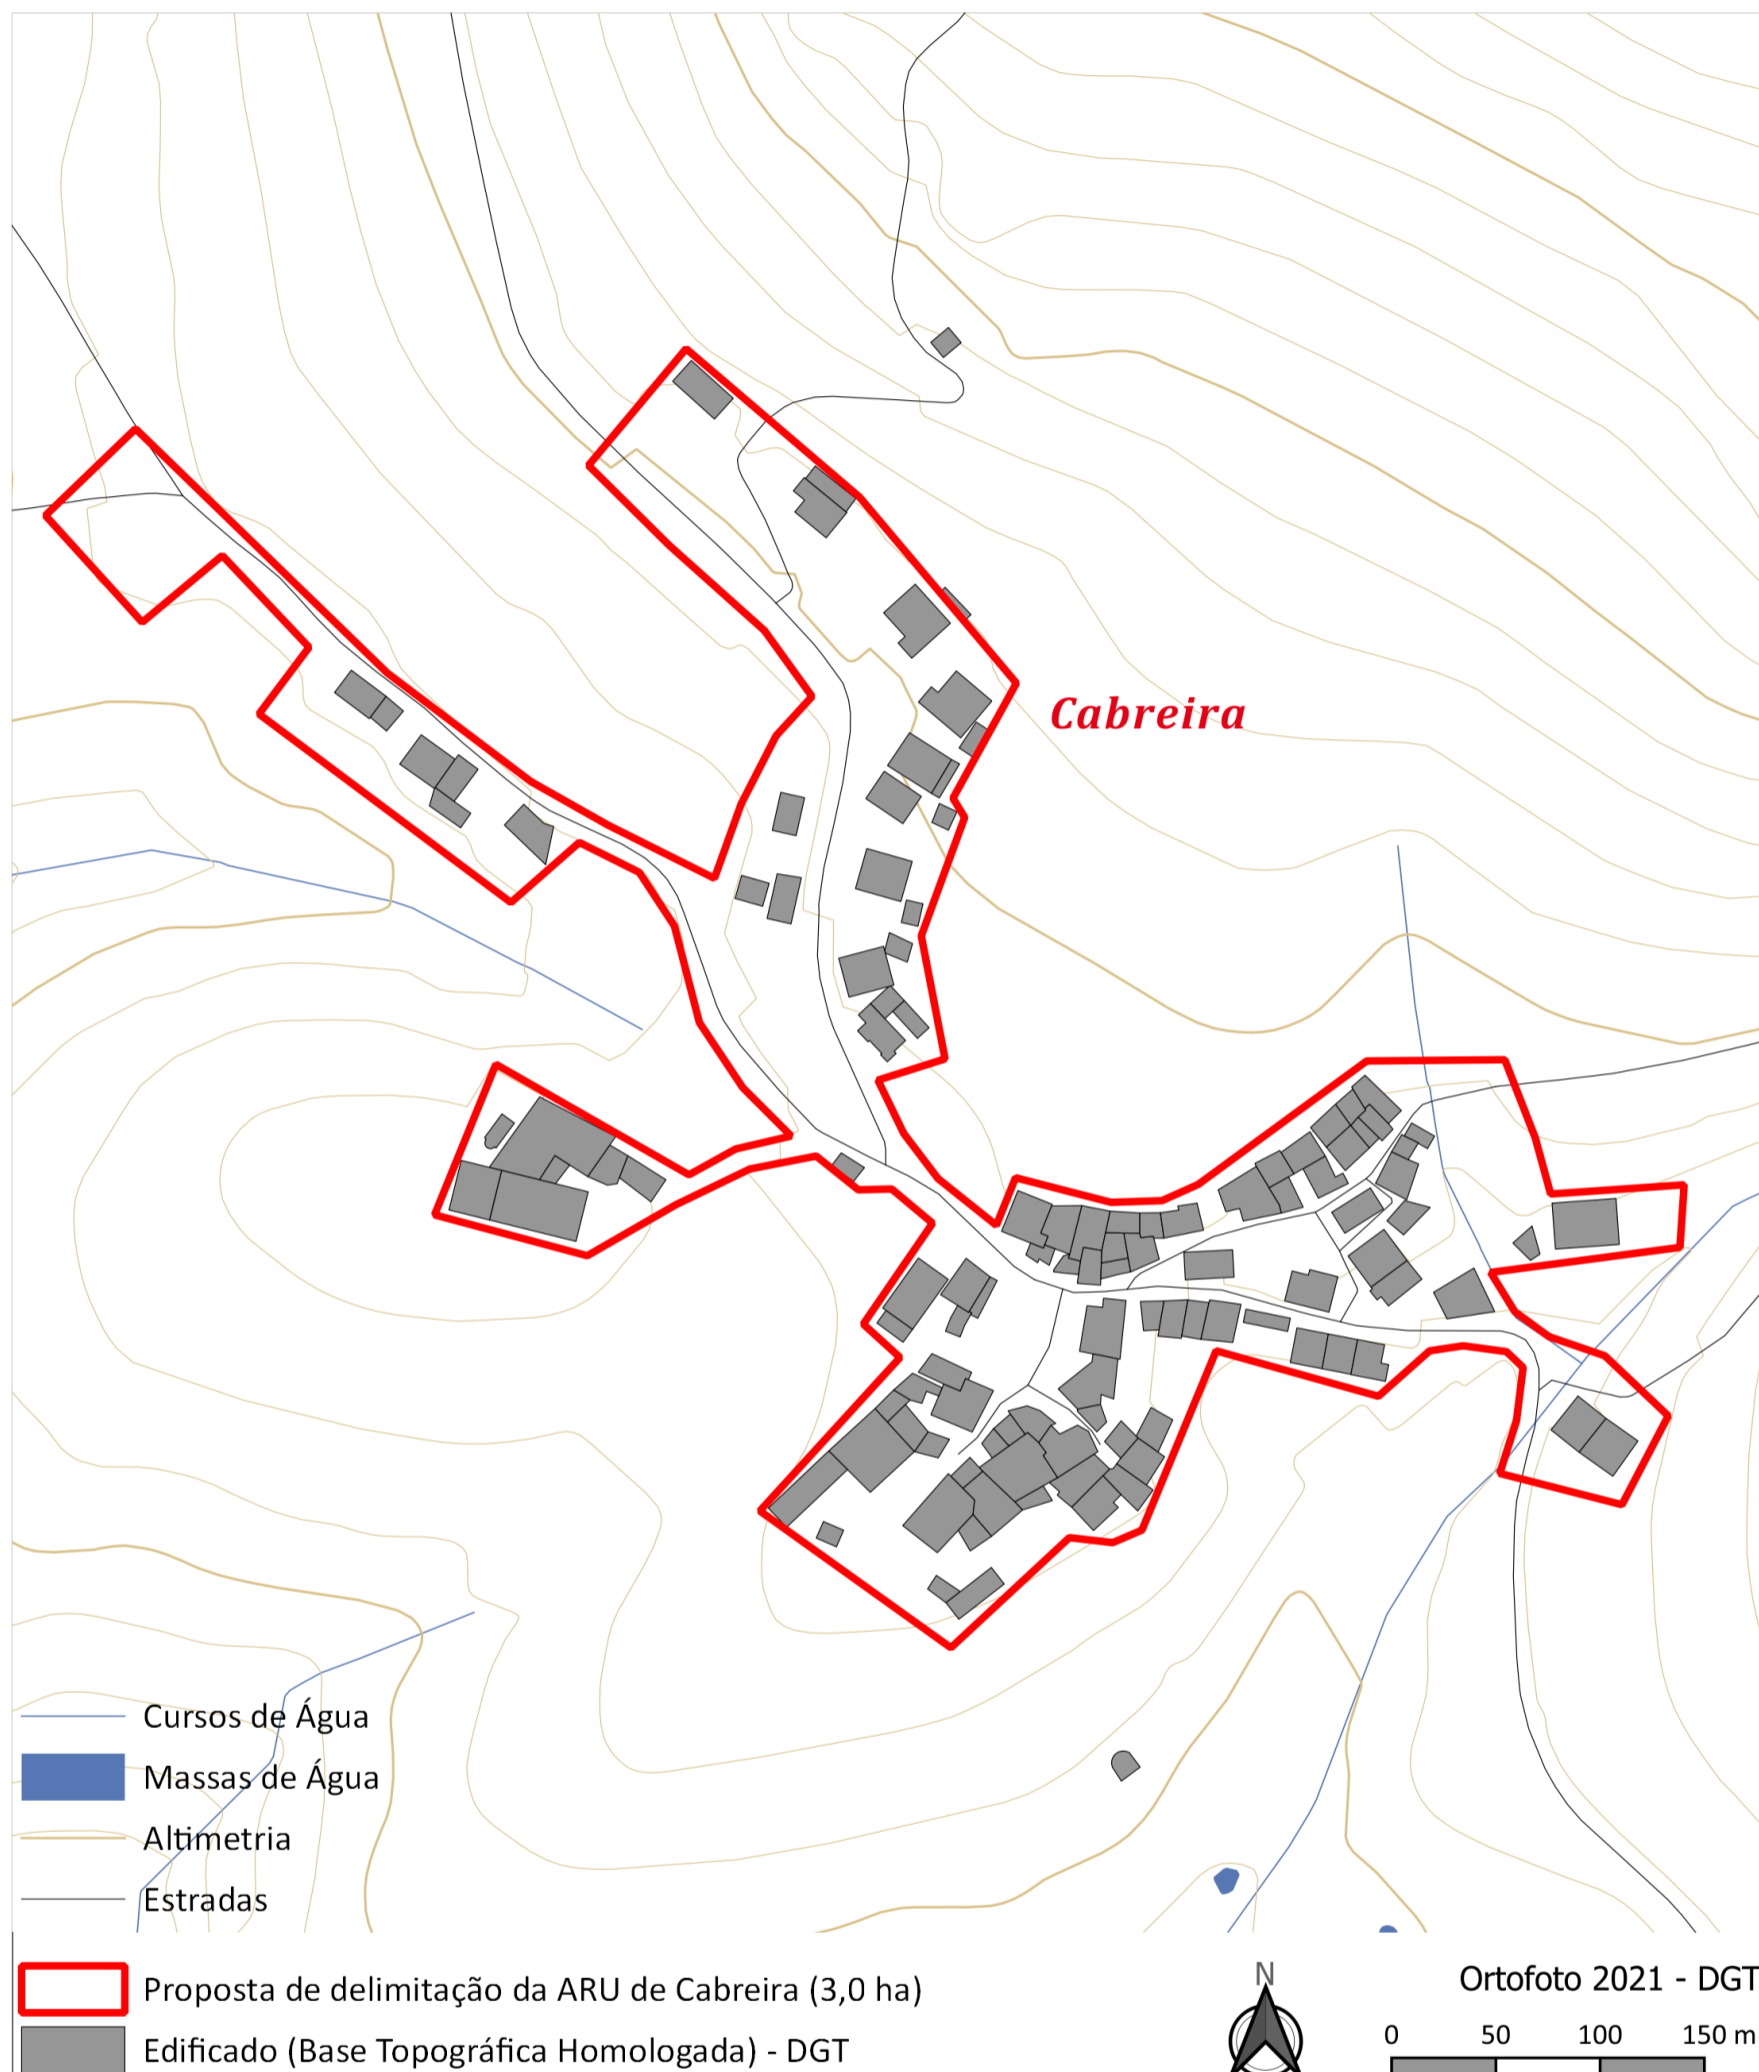 Cabreira
Cursos de Água
Massas de Água
Altimetria
Estradas
Proposta de delimitação da ARU de Cabreira (3,0 ha)
Edificado (Base Topográfica Homologada) - DGT
N
Ortofoto 2021 - DGT
0 50 100 150 m